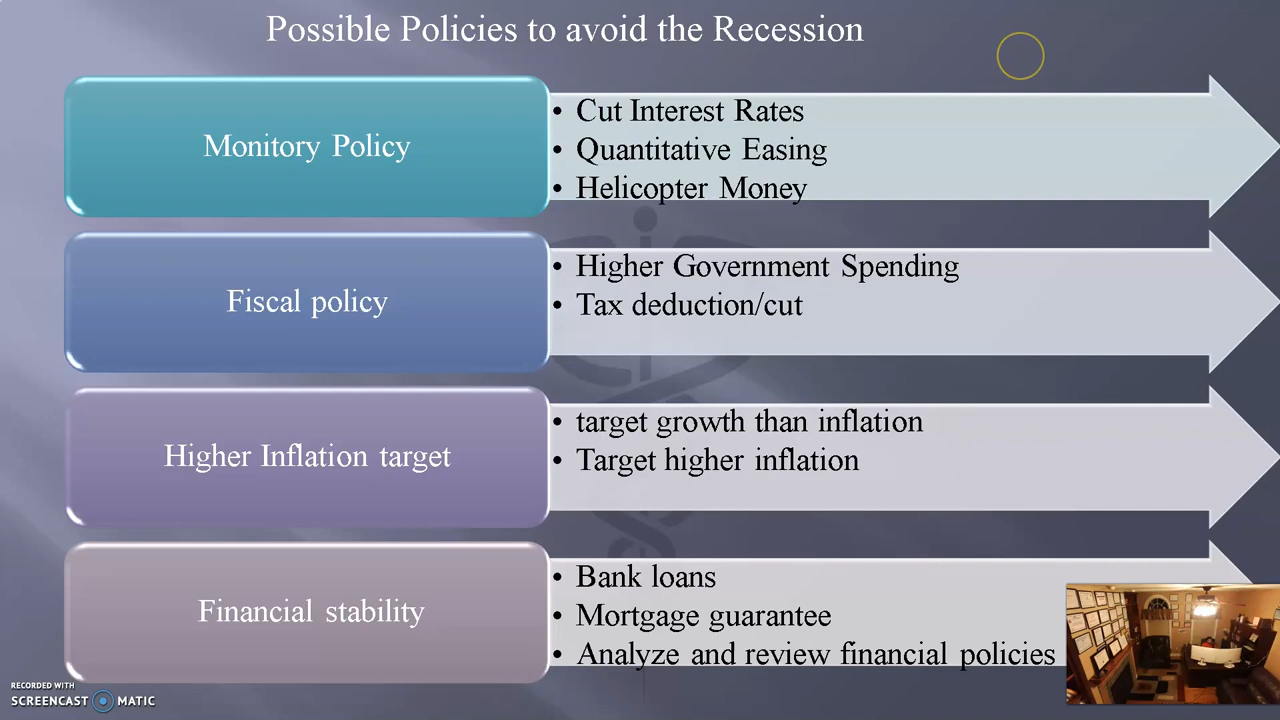 Possible Policies to avoid the Recession
Monitory Policy
• Cut Interest Rates
• Quantitative Easing
• Helicopter Money
Fiscal policy
• Higher Government Spending
• Tax deduction/cut
Higher Inflation target
• target growth than inflation
• Target higher inflation
Financial stability
• Bank loans
• Mortgage guarantee
• Analyze and review financial policies
RECORDED WITH
SCREENCAST MATIC